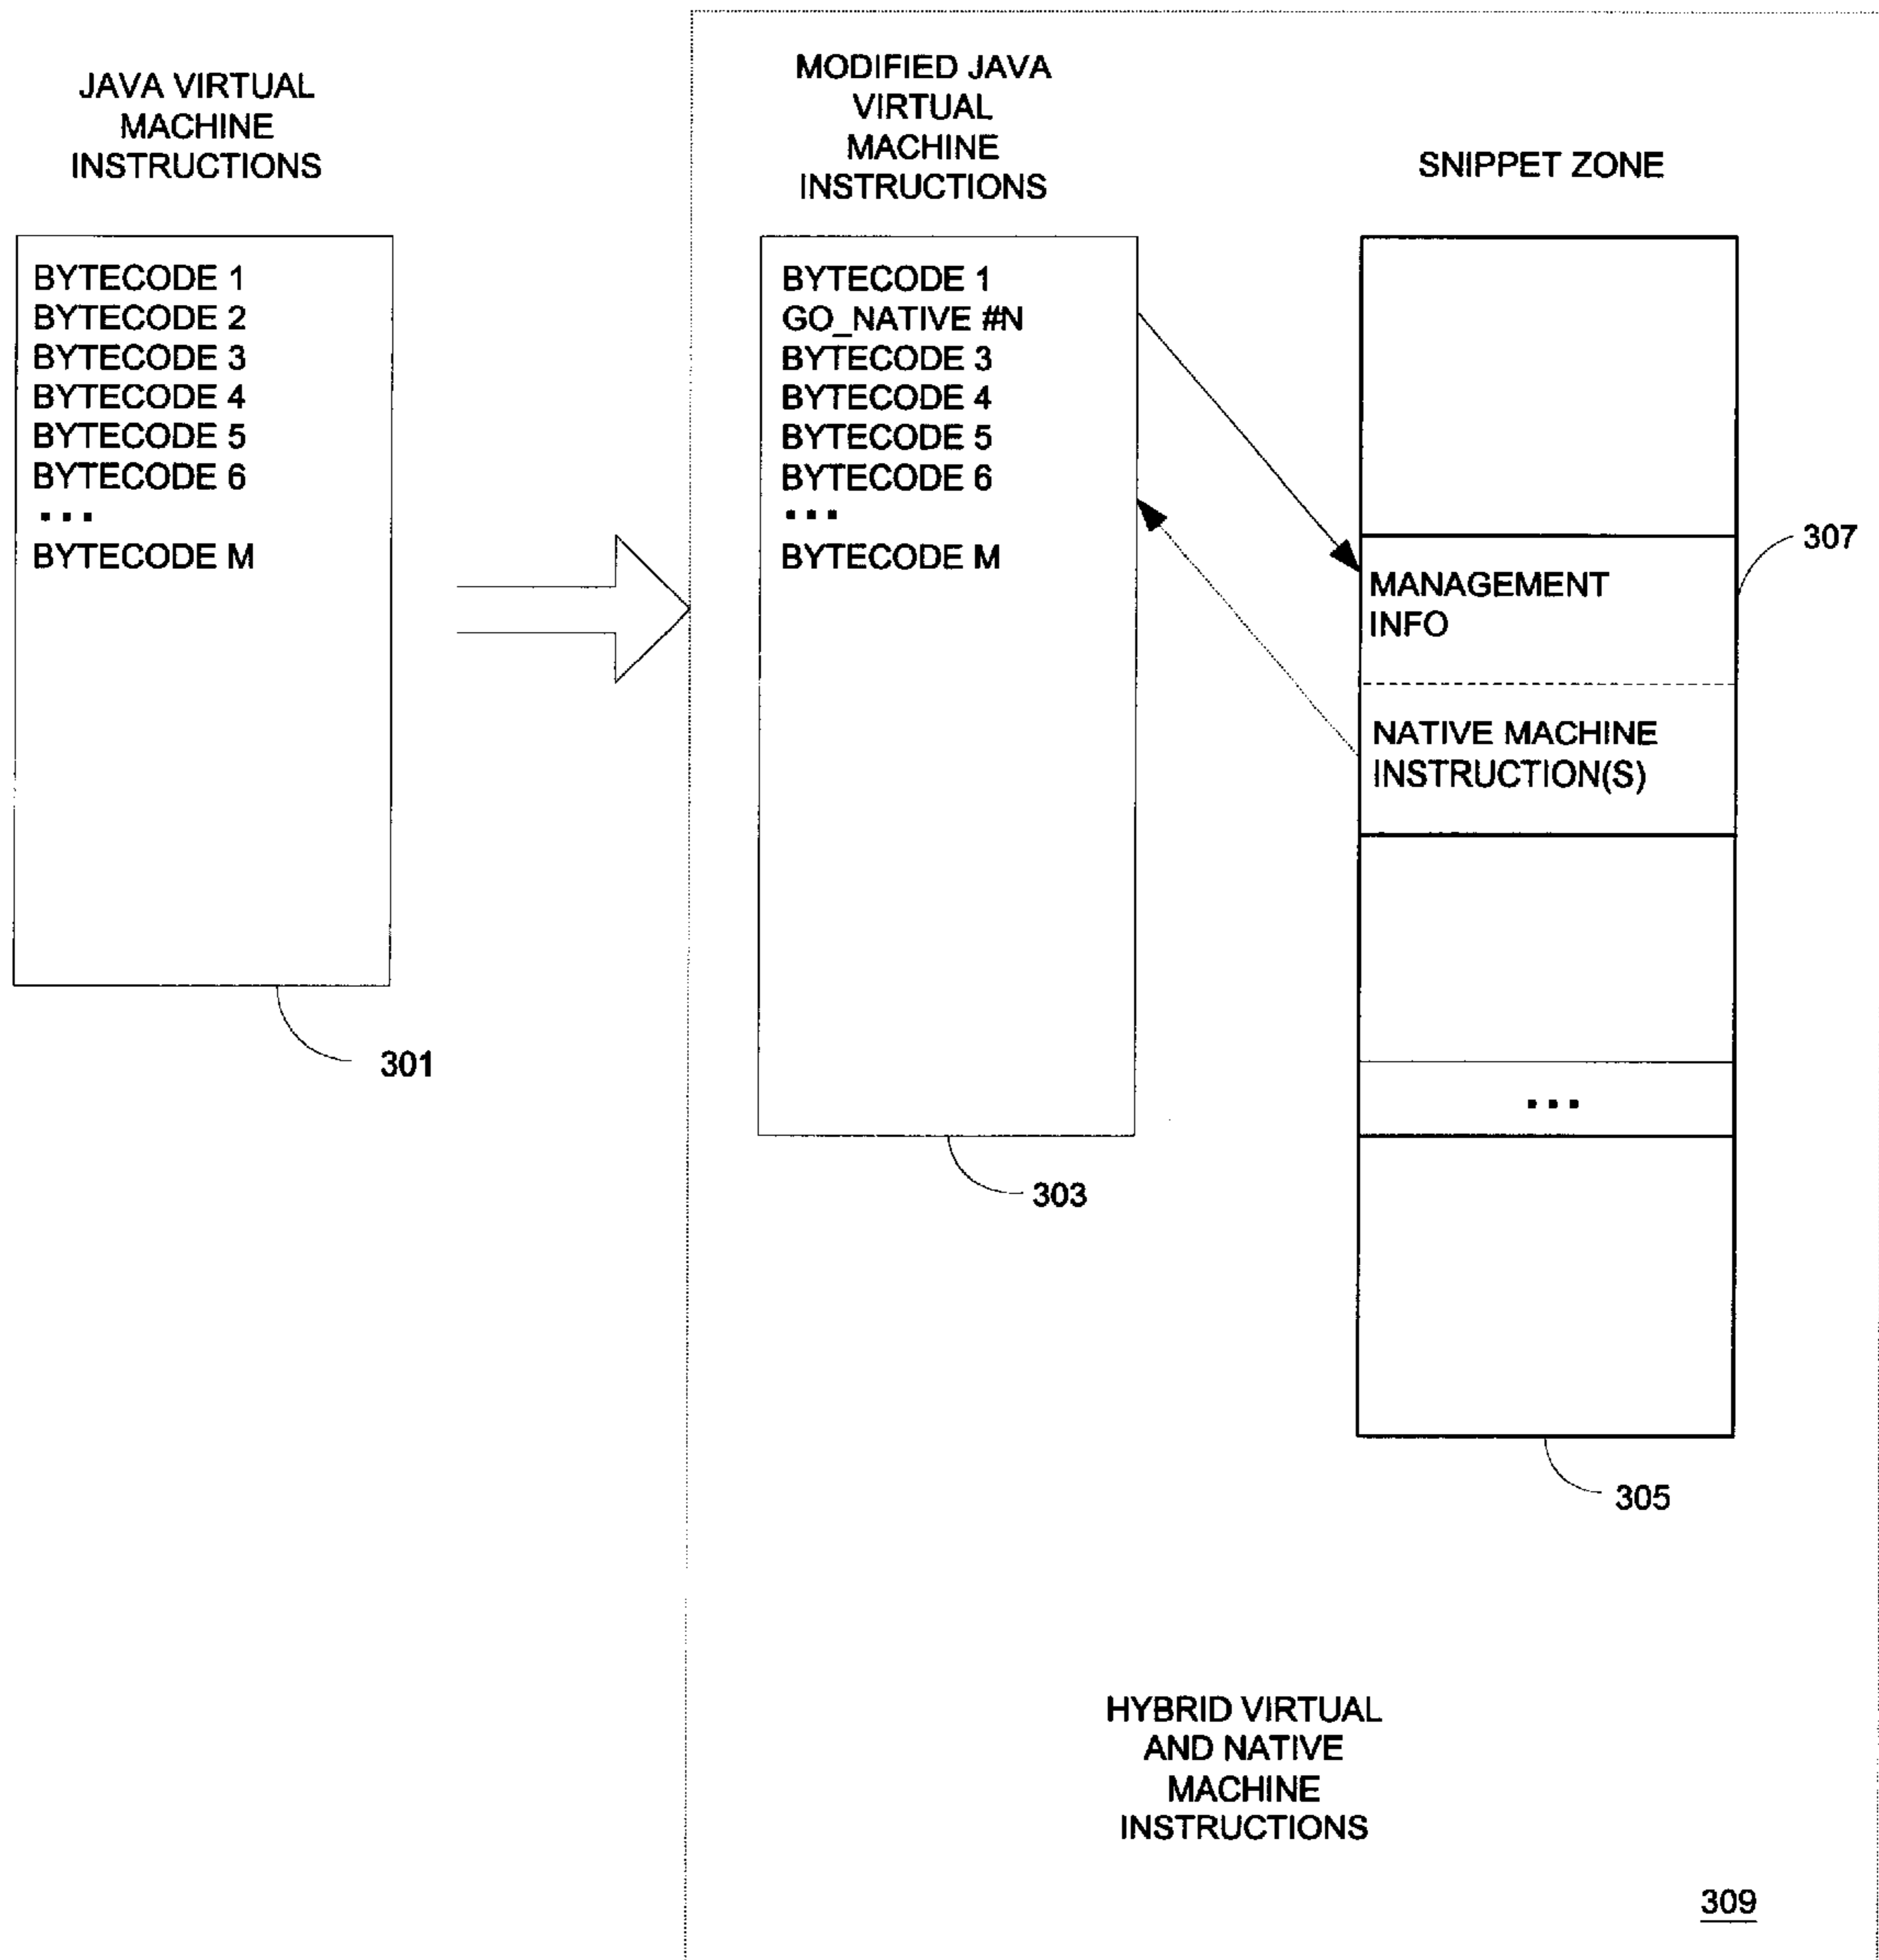 JAVA VIRTUAL
MACHINE
INSTRUCTIONS
BYTECODE 1
BYTECODE 2
BYTECODE 3
BYTECODE 4
BYTECODE 5
BYTECODE 6
...
BYTECODE M
301
MODIFIED JAVA
VIRTUAL
MACHINE
INSTRUCTIONS
BYTECODE 1
GO_NATIVE #N
BYTECODE 3
BYTECODE 4
BYTECODE 5
BYTECODE 6
...
BYTECODE M
303
SNIPPET ZONE
307
MANAGEMENT
INFO
NATIVE MACHINE
INSTRUCTION(S)
...
305
HYBRID VIRTUAL
AND NATIVE
MACHINE
INSTRUCTIONS
309